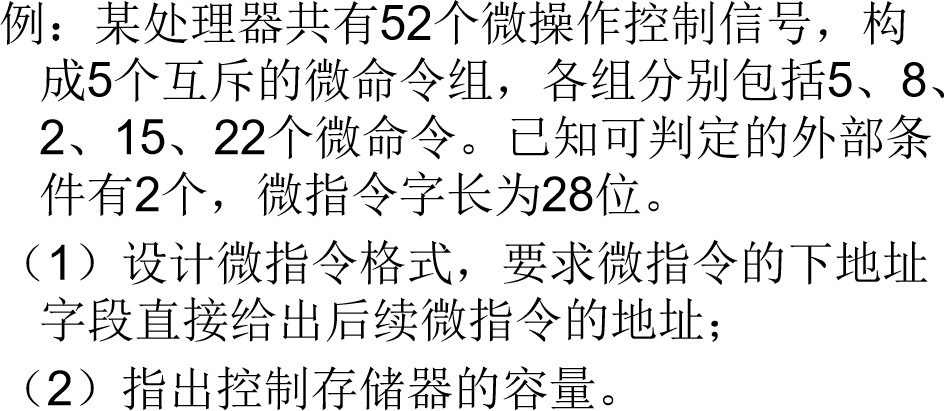 例：某处理器共有52个微操作控制信号，构
成5个互斥的微命令组，各组分别包括5、8、
2、15、22个微命令。已知可判定的外部条
件有2个，微指令字长为28位。
（1）设计微指令格式，要求微指令的下地址
字段直接给出后续微指令的地址；
（2）指出控制存储器的容量。